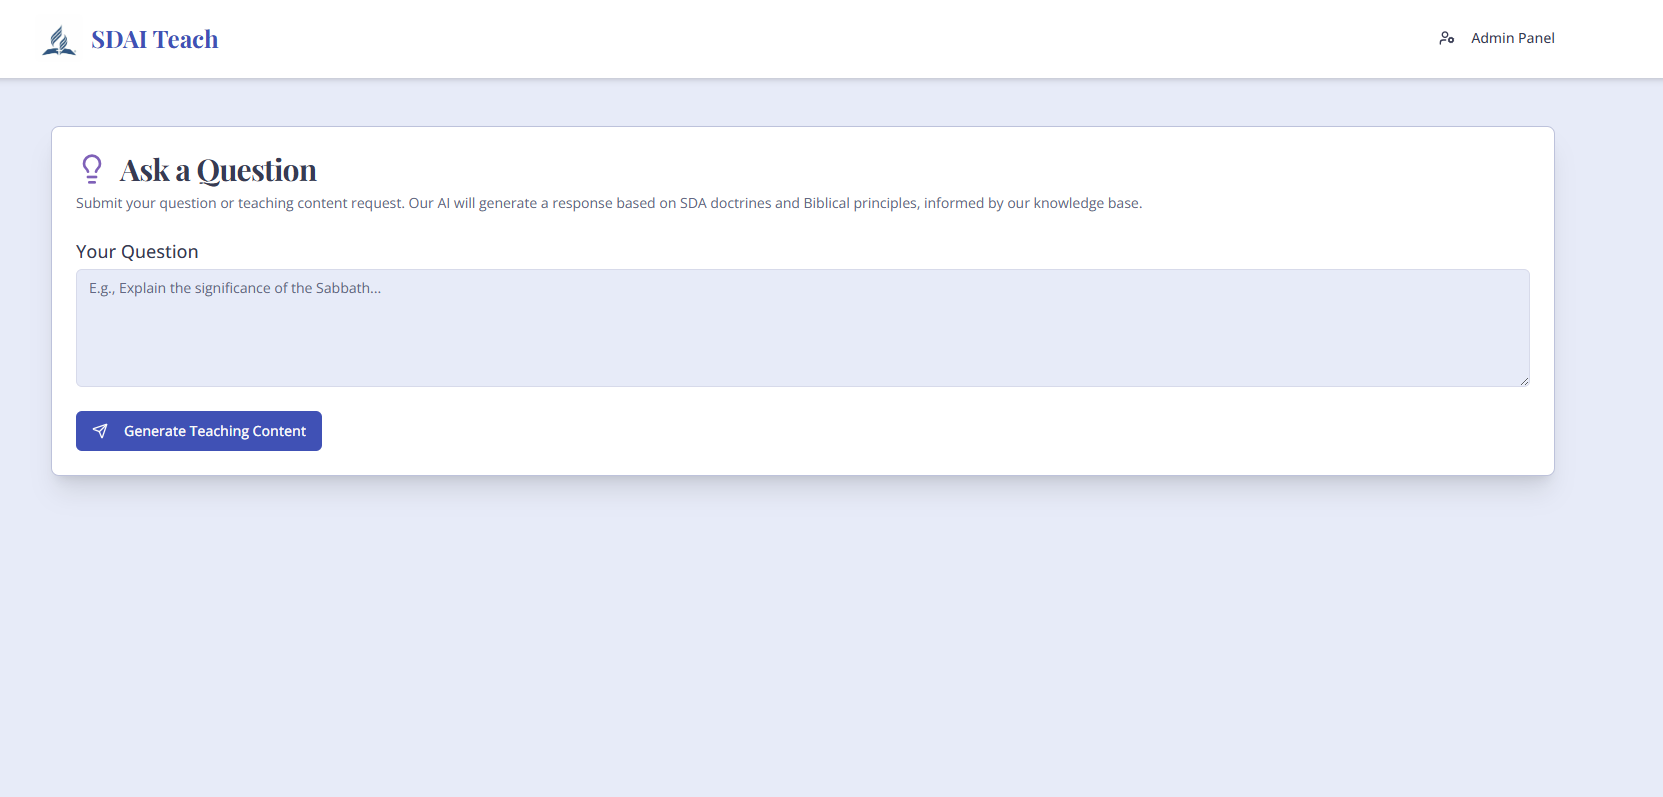 SDAI Teach
Admin Panel
Ask a Question
Submit your question or teaching content request. Our AI will generate a response based on SDA doctrines and Biblical principles, informed by our knowledge base.
Your Question
E.g., Explain the significance of the Sabbath...
Generate Teaching Content